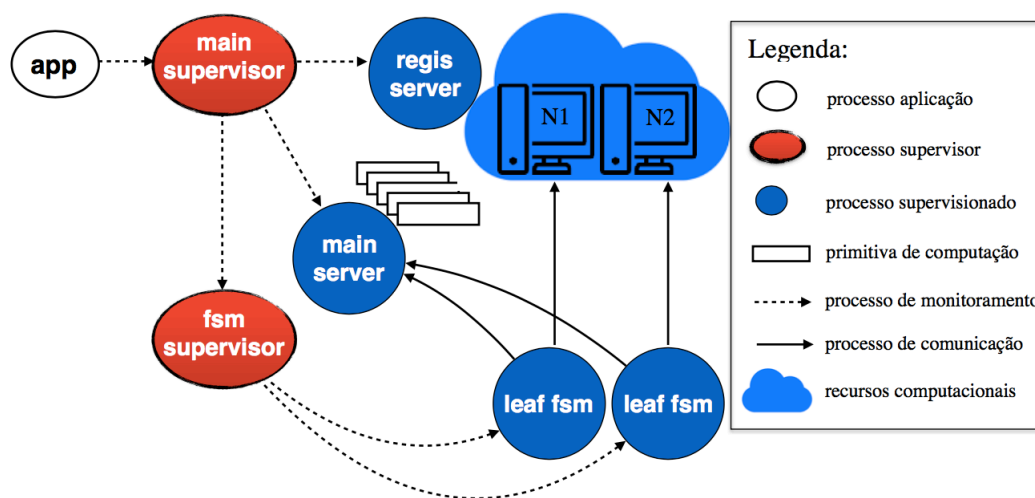 app
main
supervisor
regis
server
N1
N2
main
server
fsm
supervisor
leaf fsm
leaf fsm
Legenda:
processo aplicação
processo supervisor
processo supervisionado
primitiva de computação
processo de monitoramento
processo de comunicação
recursos computacionais